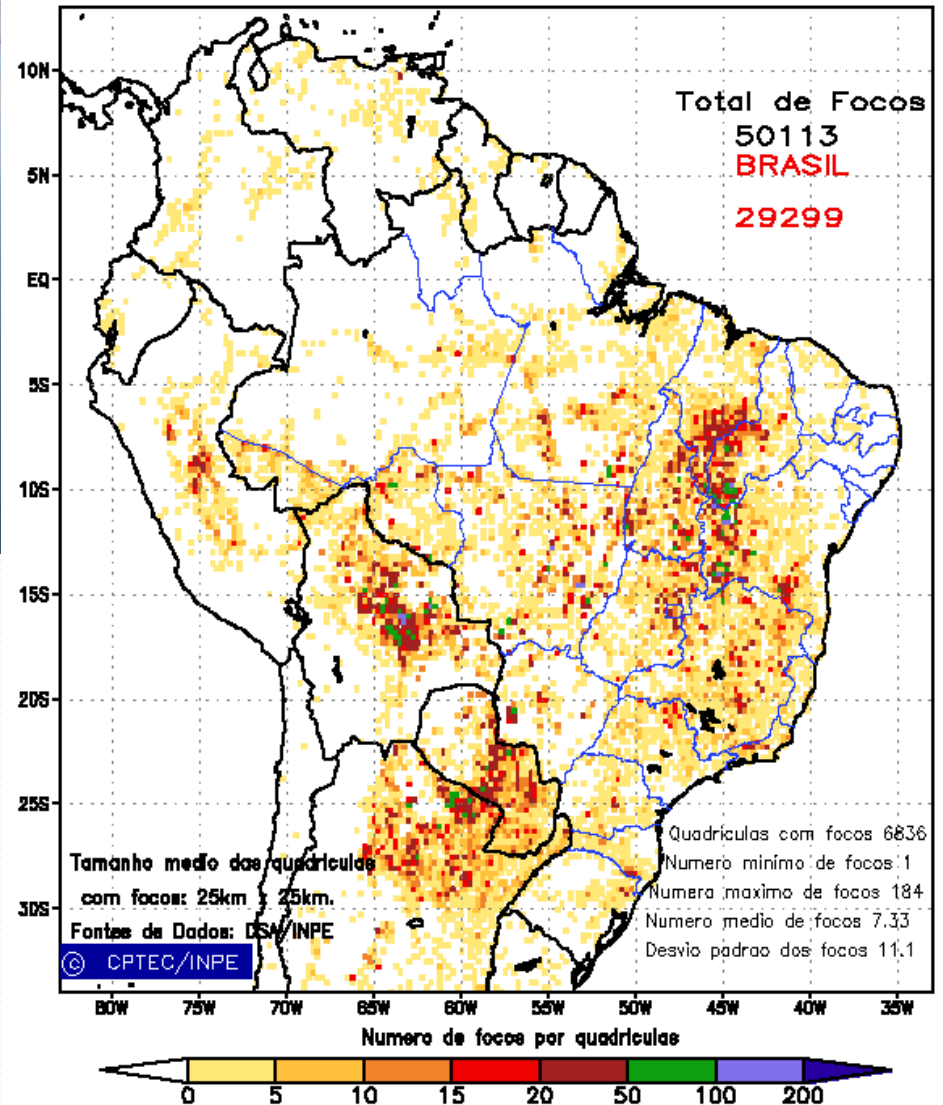 Total de Focos
50113
BRASIL
29299
10N
5N
EQ
5S
10S
15S
20S
25S
30S
Quadrículas com focos 6836
Numero minimo de focos 1
Numero maximo de focos 184
Numero medio de focos 7.33
Desvio padrao dos focos 11.1
Tamanho medio das quadriculas
com focos: 25km x 25km.
Fontes de Dados: DSA/INPE
© CPTEC/INPE
80W 75W 70W 65W 60W 55W 50W 45W 40W 35W
Numero de focos por quadriculas
0 5 10 15 20 50 100 200